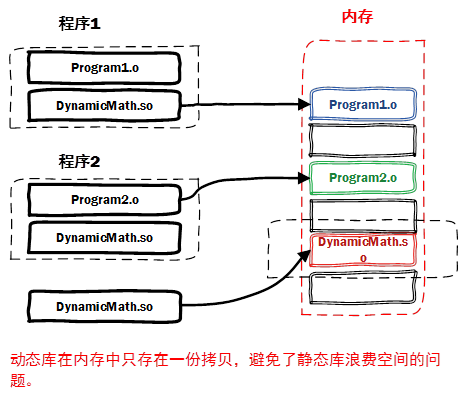 程序1
Program1.o
DynamicMath.so
程序2
Program2.o
DynamicMath.so
DynamicMath.so
内存
Program1.o
Program2.o
DynamicMath.s
o
动态库在内存中只存在一份拷贝，避免了静态库浪费空间的问
题。